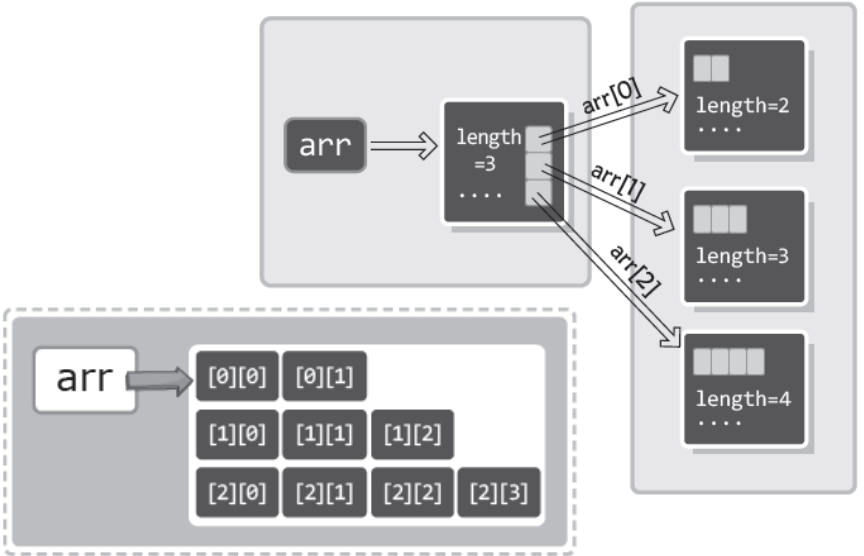 arr
length
=3
....
arr[0]
arr[1]
arr[2]
length=2
....
length=3
....
length=4
....
arr
[0][0] [0][1]
[1][0] [1][1] [1][2]
[2][0] [2][1] [2][2] [2][3]